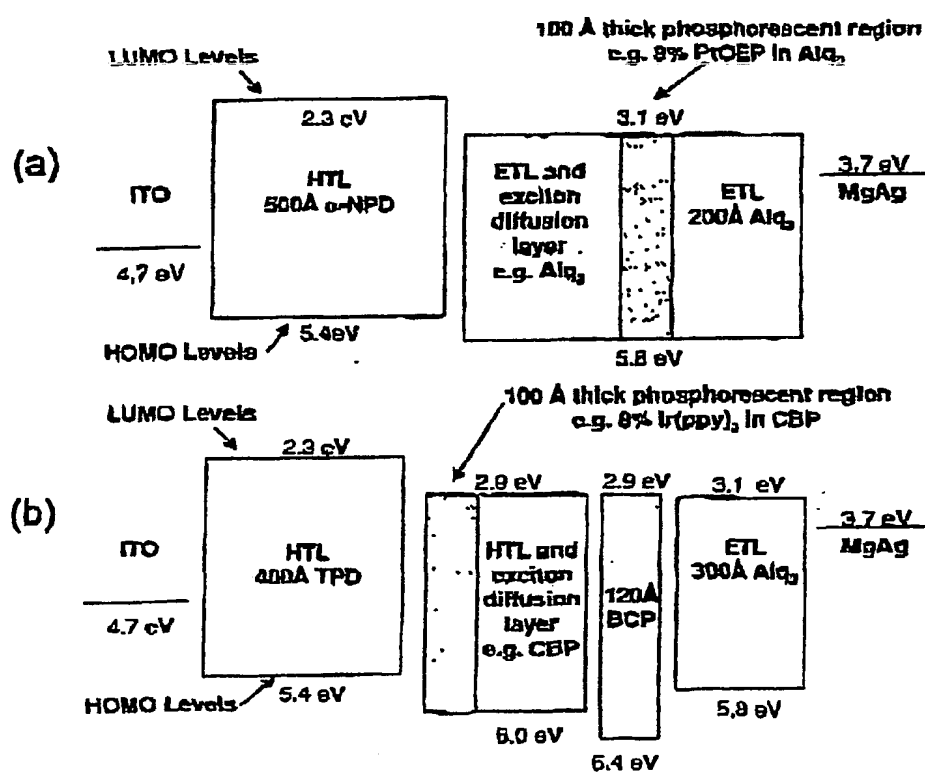 (a)
LUMO Levels
100 Å thick phosphorescent region
e.g. 8% PtOEP in Alq₃
2.3 eV
3.1 eV
ITO
4.7 eV
HTL
500Å α-NPD
ETL and
exciton
diffusion
layer
e.g. Alq₃
ETL
200Å Alq₃
3.7 eV
MgAg
HOMO Levels
5.4eV
5.8 eV
(b)
LUMO Levels
100 Å thick phosphorescent region
e.g. 8% Ir(ppy)₃ in CBP
2.3 eV
2.8 eV
2.9 eV
3.1 eV
ITO
4.7 eV
HTL
400Å TPD
HTL and
exciton
diffusion
layer
e.g. CBP
120Å
BCP
ETL
300Å Alq₃
3.7 eV
MgAg
HOMO Levels
5.4 eV
6.0 eV
6.4 eV
5.8 eV